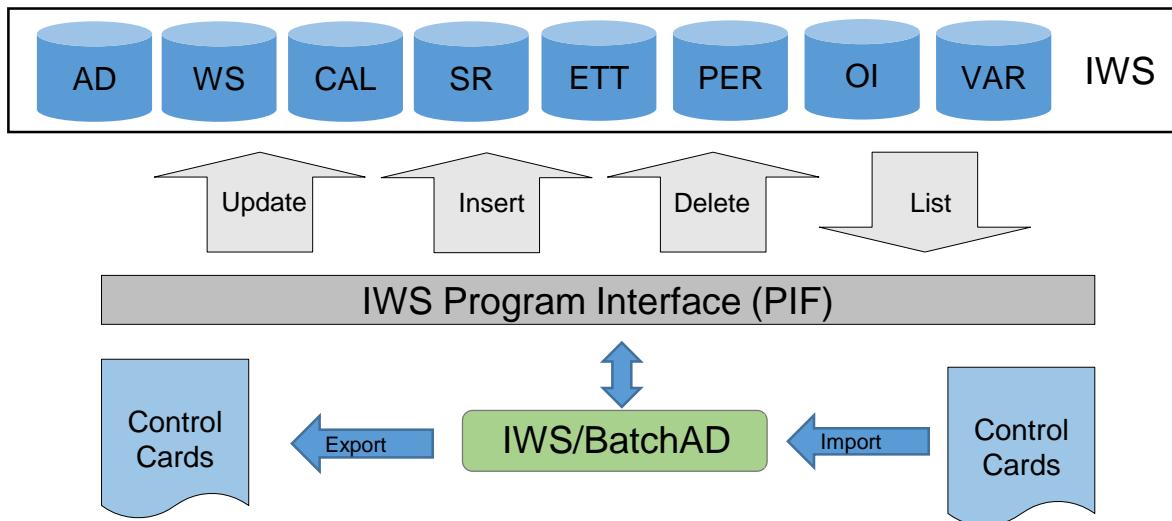 AD
WS
CAL
SR
ETT
PER
OI
VAR
IWS
Update
Insert
Delete
List
IWS Program Interface (PIF)
Control
Cards
Export
IWS/BatchAD
Import
Control
Cards